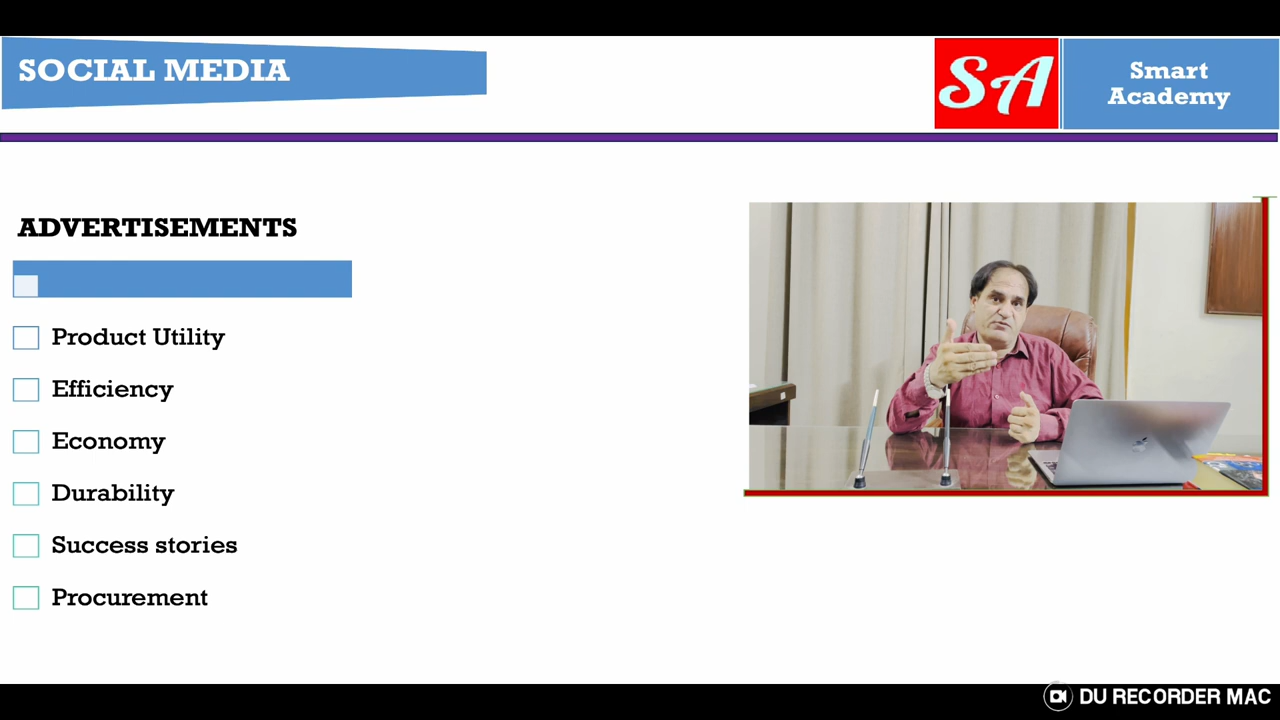 SOCIAL MEDIA
SA
Smart
Academy
ADVERTISEMENTS
Product Utility
Efficiency
Economy
Durability
Success stories
Procurement
DU RECORDER MAC